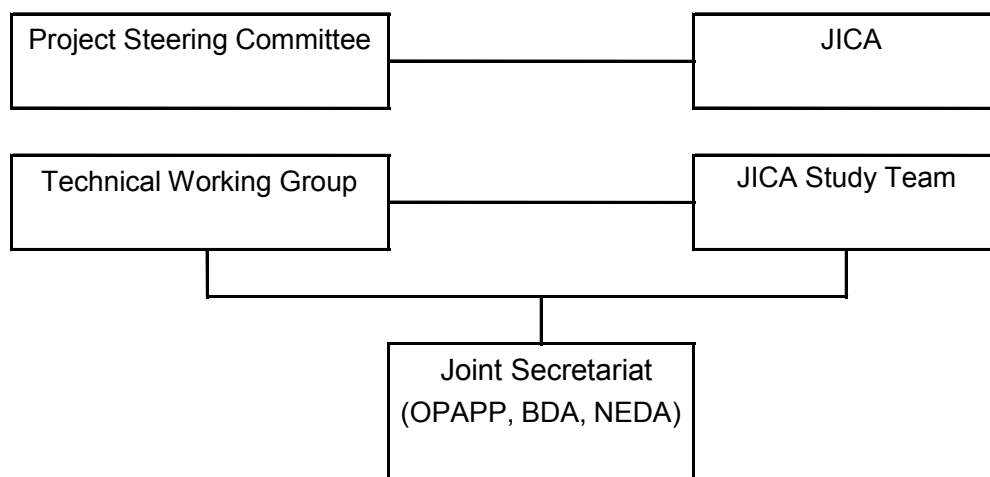 Project Steering Committee
JICA
Technical Working Group
JICA Study Team
Joint Secretariat
(OPAPP, BDA, NEDA)